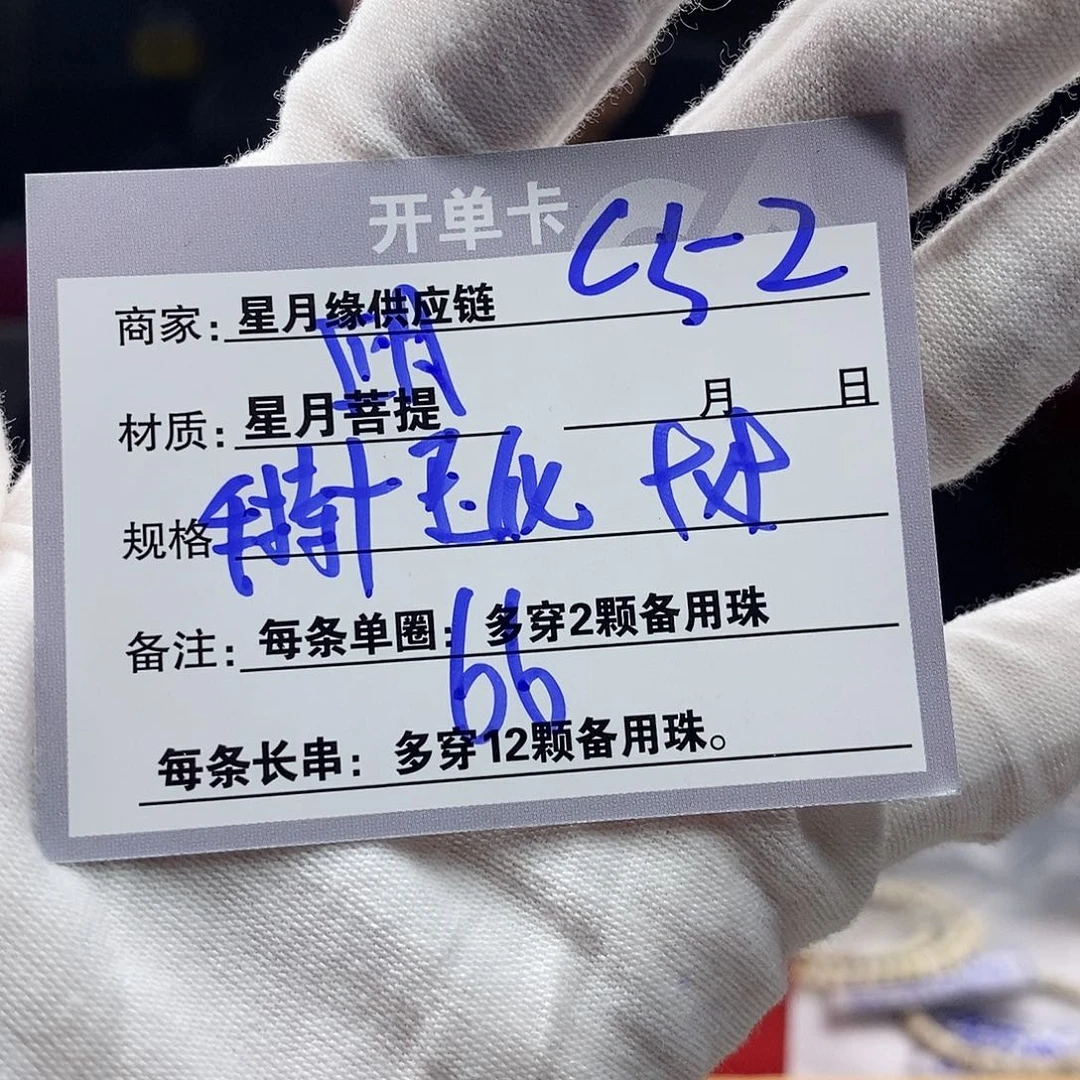 开单卡 C5-2
商家：星月缘供应链
材质：星月菩提 月 日
规格
备注：每条单圈：多穿2颗备用珠
66
每条长串：多穿12颗备用珠。